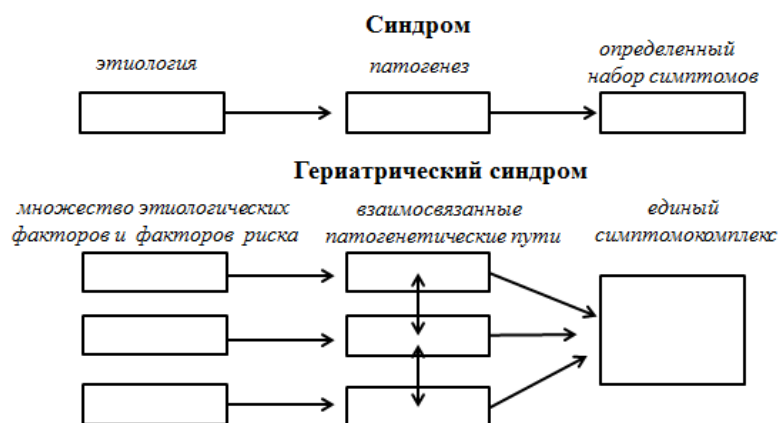 Синдром
этиология
патогенез
определенный
набор симптомов
Гериатрический синдром
множество этиологических
факторов и факторов риска
взаимосвязанные
патогенетические пути
единый
симптомокомплекс